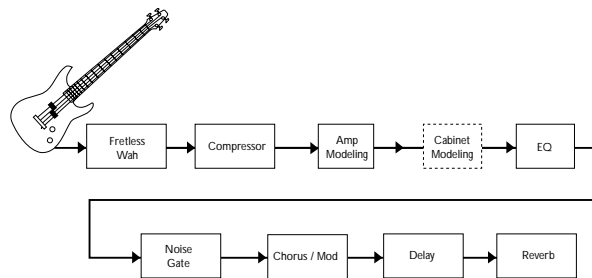 Fretless
Wah
Compressor
Amp
Modeling
Cabinet
Modeling
EQ
Noise
Gate
Chorus / Mod
Delay
Reverb